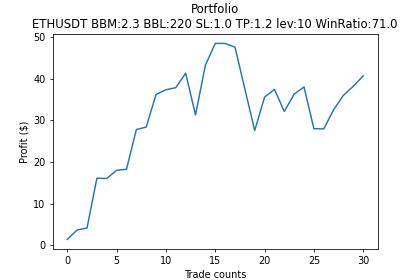 Portfolio
ETHUSDT BBM:2.3 BBL:220 SL:1.0 TP:1.2 lev:10 WinRatio:71.0
50
40
30
20
10
0
Profit ($)
0 5 10 15 20 25 30
Trade counts